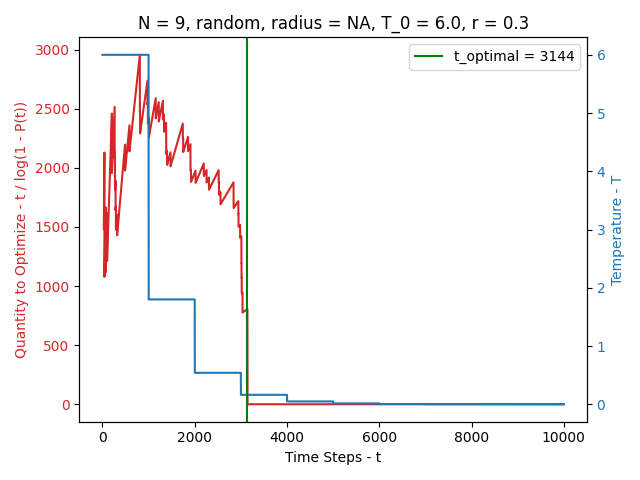 N = 9, random, radius = NA, T_0 = 6.0, r = 0.3
t_optimal = 3144
Quantity to Optimize - t / log(1 - P(t))
3000
2500
2000
1500
1000
500
0
6
5
4
3
2
1
0
Temperature - T
0 2000 4000 6000 8000 10000
Time Steps - t